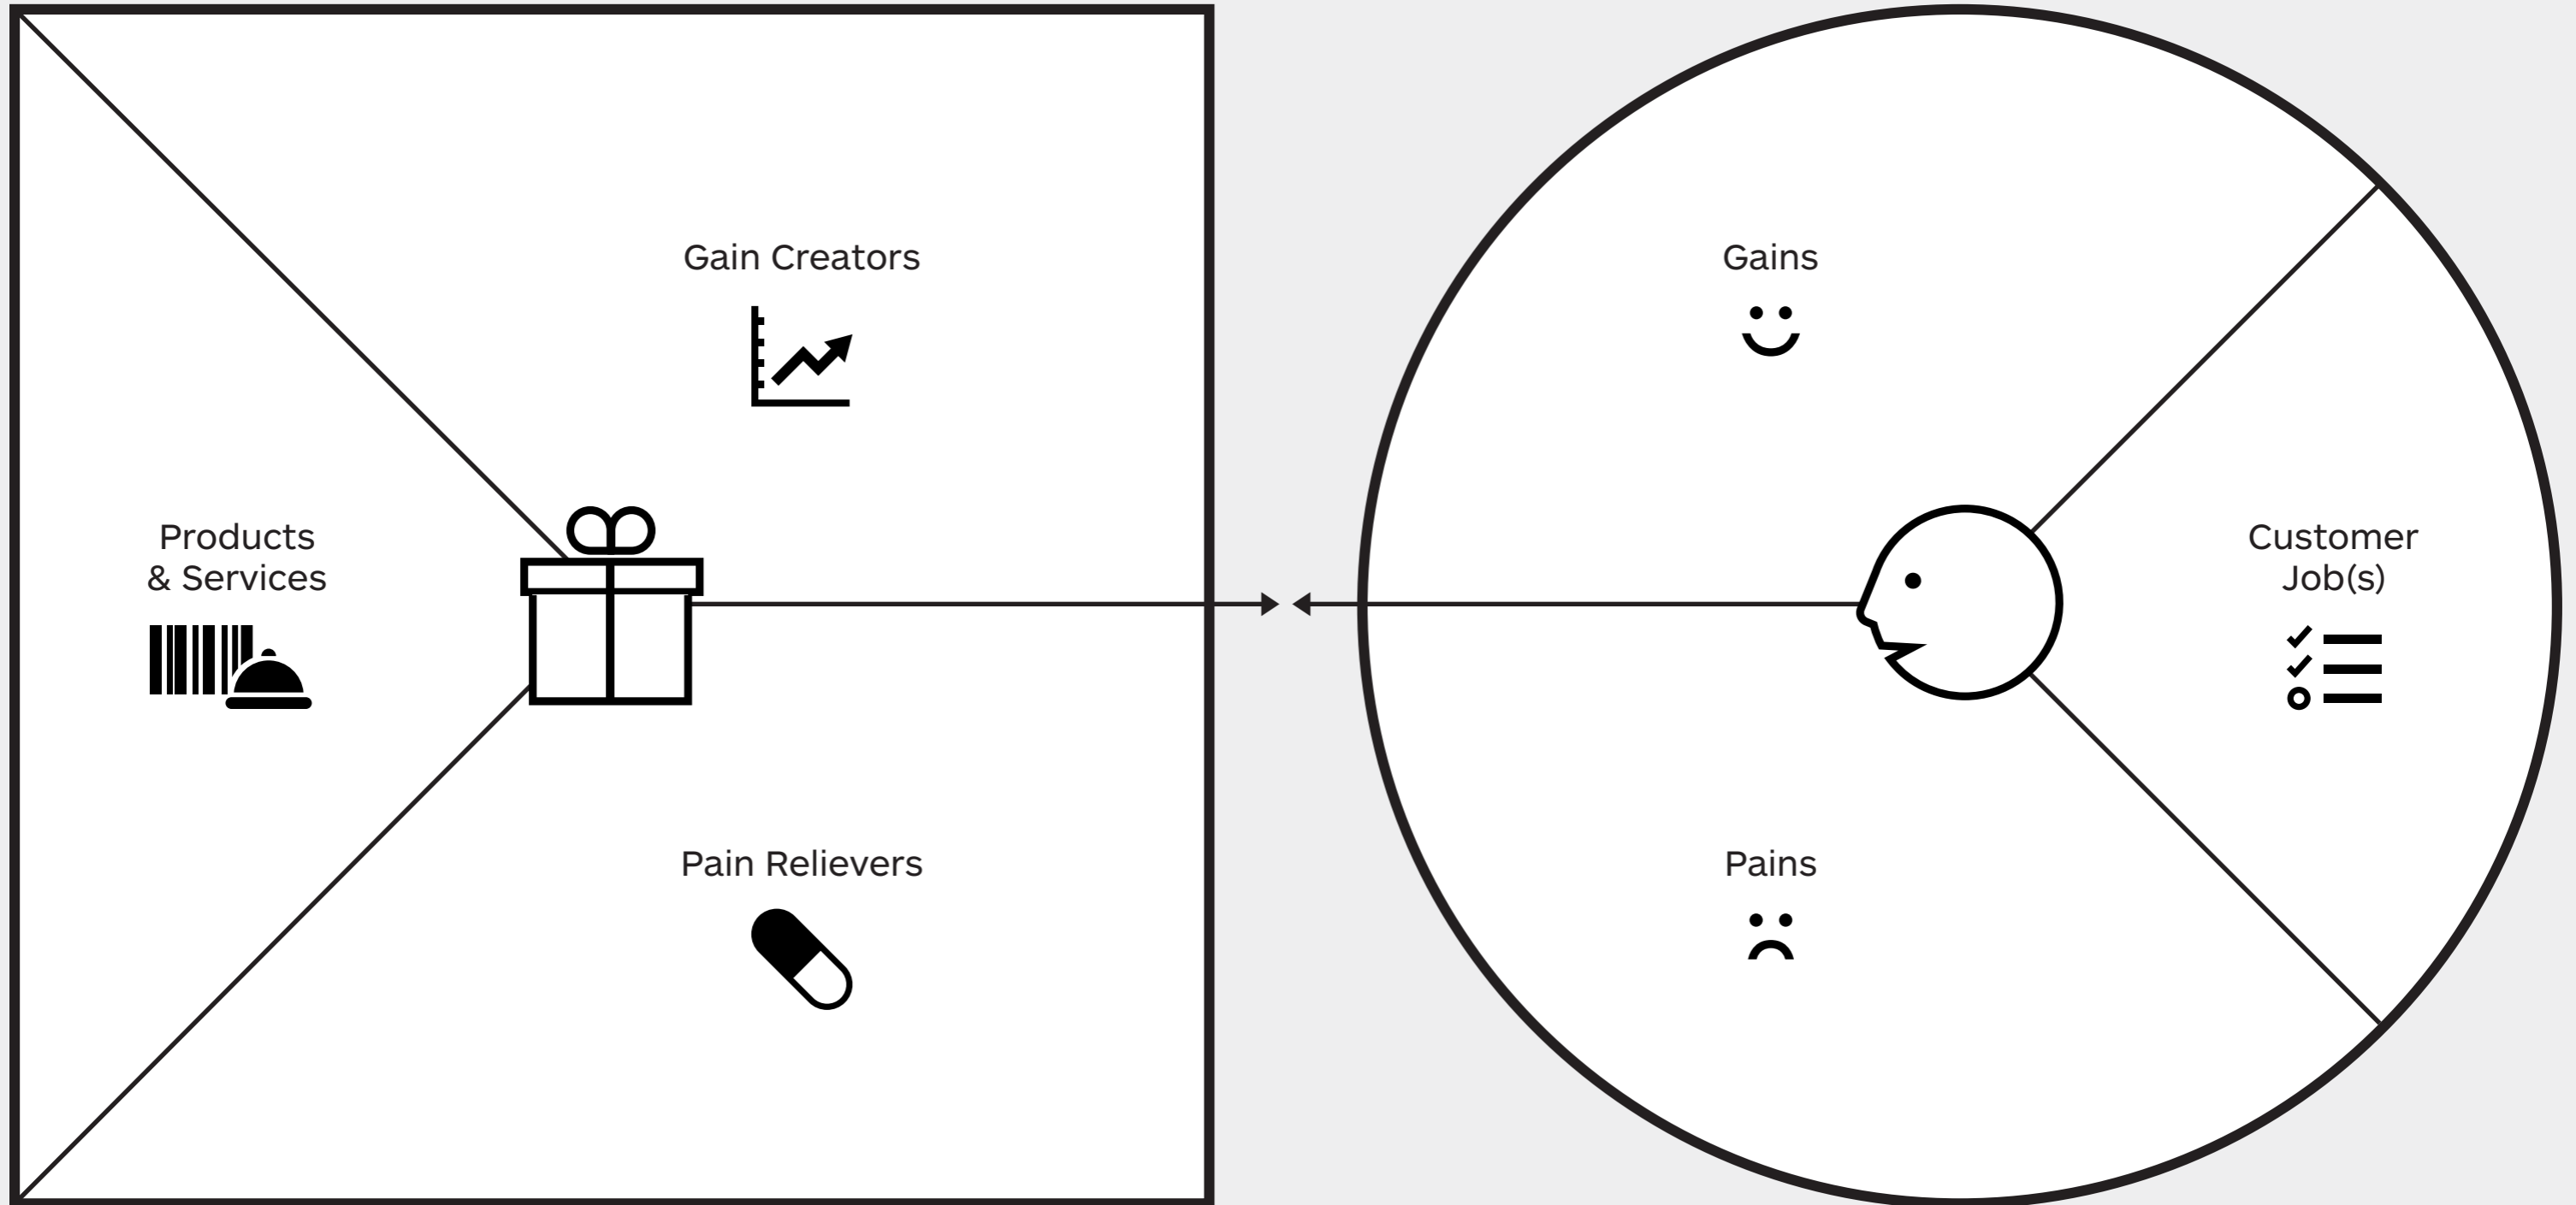 Gain Creators
Products
& Services
Pain Relievers
Gains
Customer
Job(s)
Pains